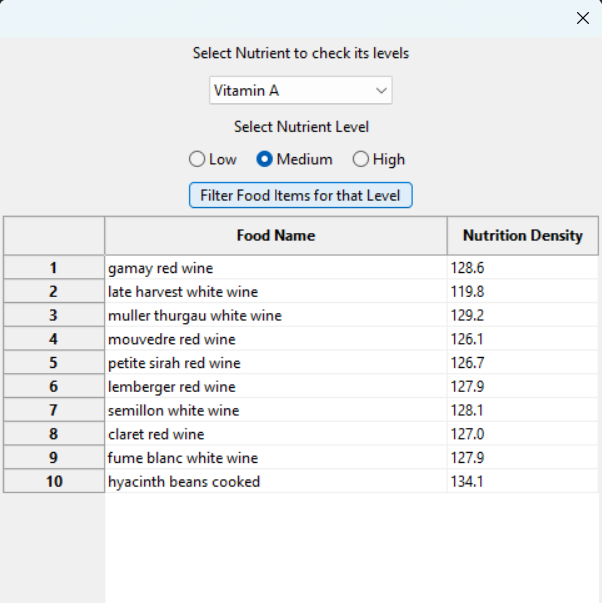 Select Nutrient to check its levels
Vitamin A
Select Nutrient Level
Low Medium High
Filter Food Items for that Level
Food Name Nutrition Density
1 gamay red wine 128.6
2 late harvest white wine 119.8
3 muller thurgau white wine 129.2
4 mouvedre red wine 126.1
5 petite sirah red wine 126.7
6 lemberger red wine 127.9
7 semillon white wine 128.1
8 claret red wine 127.0
9 fume blanc white wine 127.9
10 hyacinth beans cooked 134.1